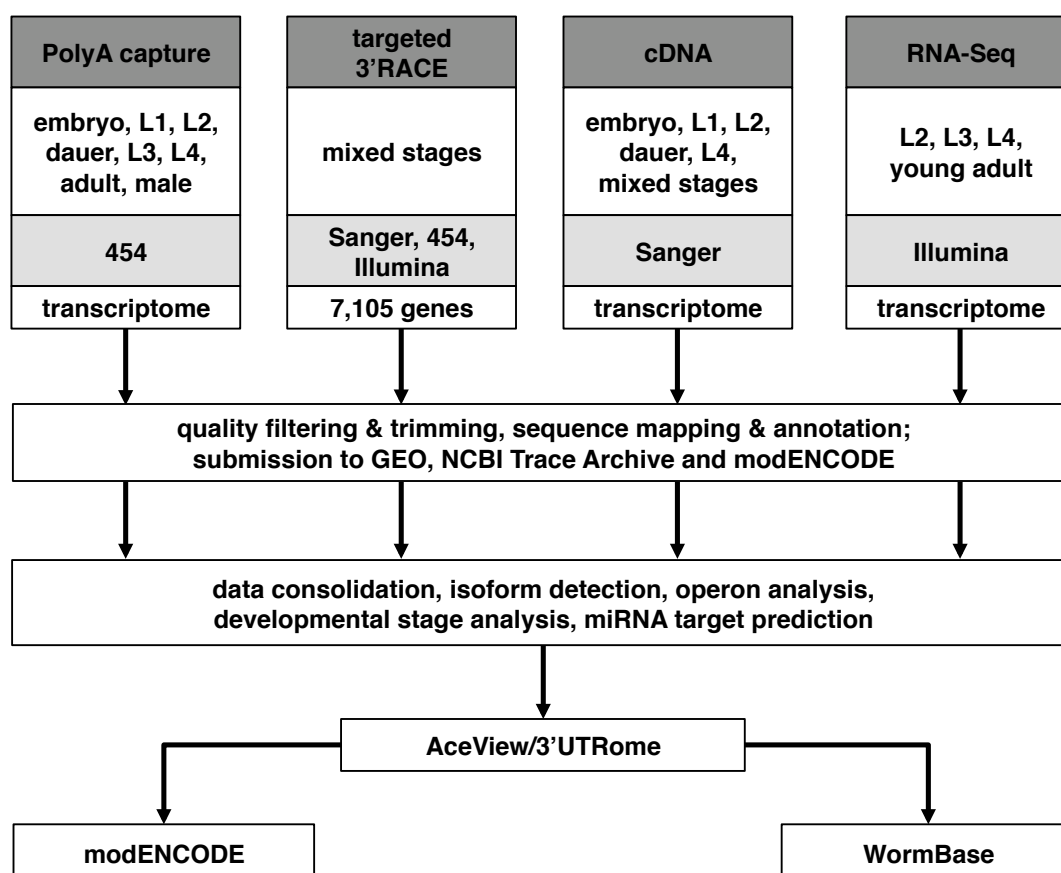 PolyA capture
embryo, L1, L2,
dauer, L3, L4,
adult, male
454
transcriptome
targeted
3’RACE
mixed stages
Sanger, 454,
Illumina
7,105 genes
cDNA
embryo, L1, L2,
dauer, L4,
mixed stages
Sanger
transcriptome
RNA-Seq
L2, L3, L4,
young adult
Illumina
transcriptome
quality filtering & trimming, sequence mapping & annotation;
submission to GEO, NCBI Trace Archive and modENCODE
data consolidation, isoform detection, operon analysis,
developmental stage analysis, miRNA target prediction
AceView/3’UTRome
modENCODE
WormBase